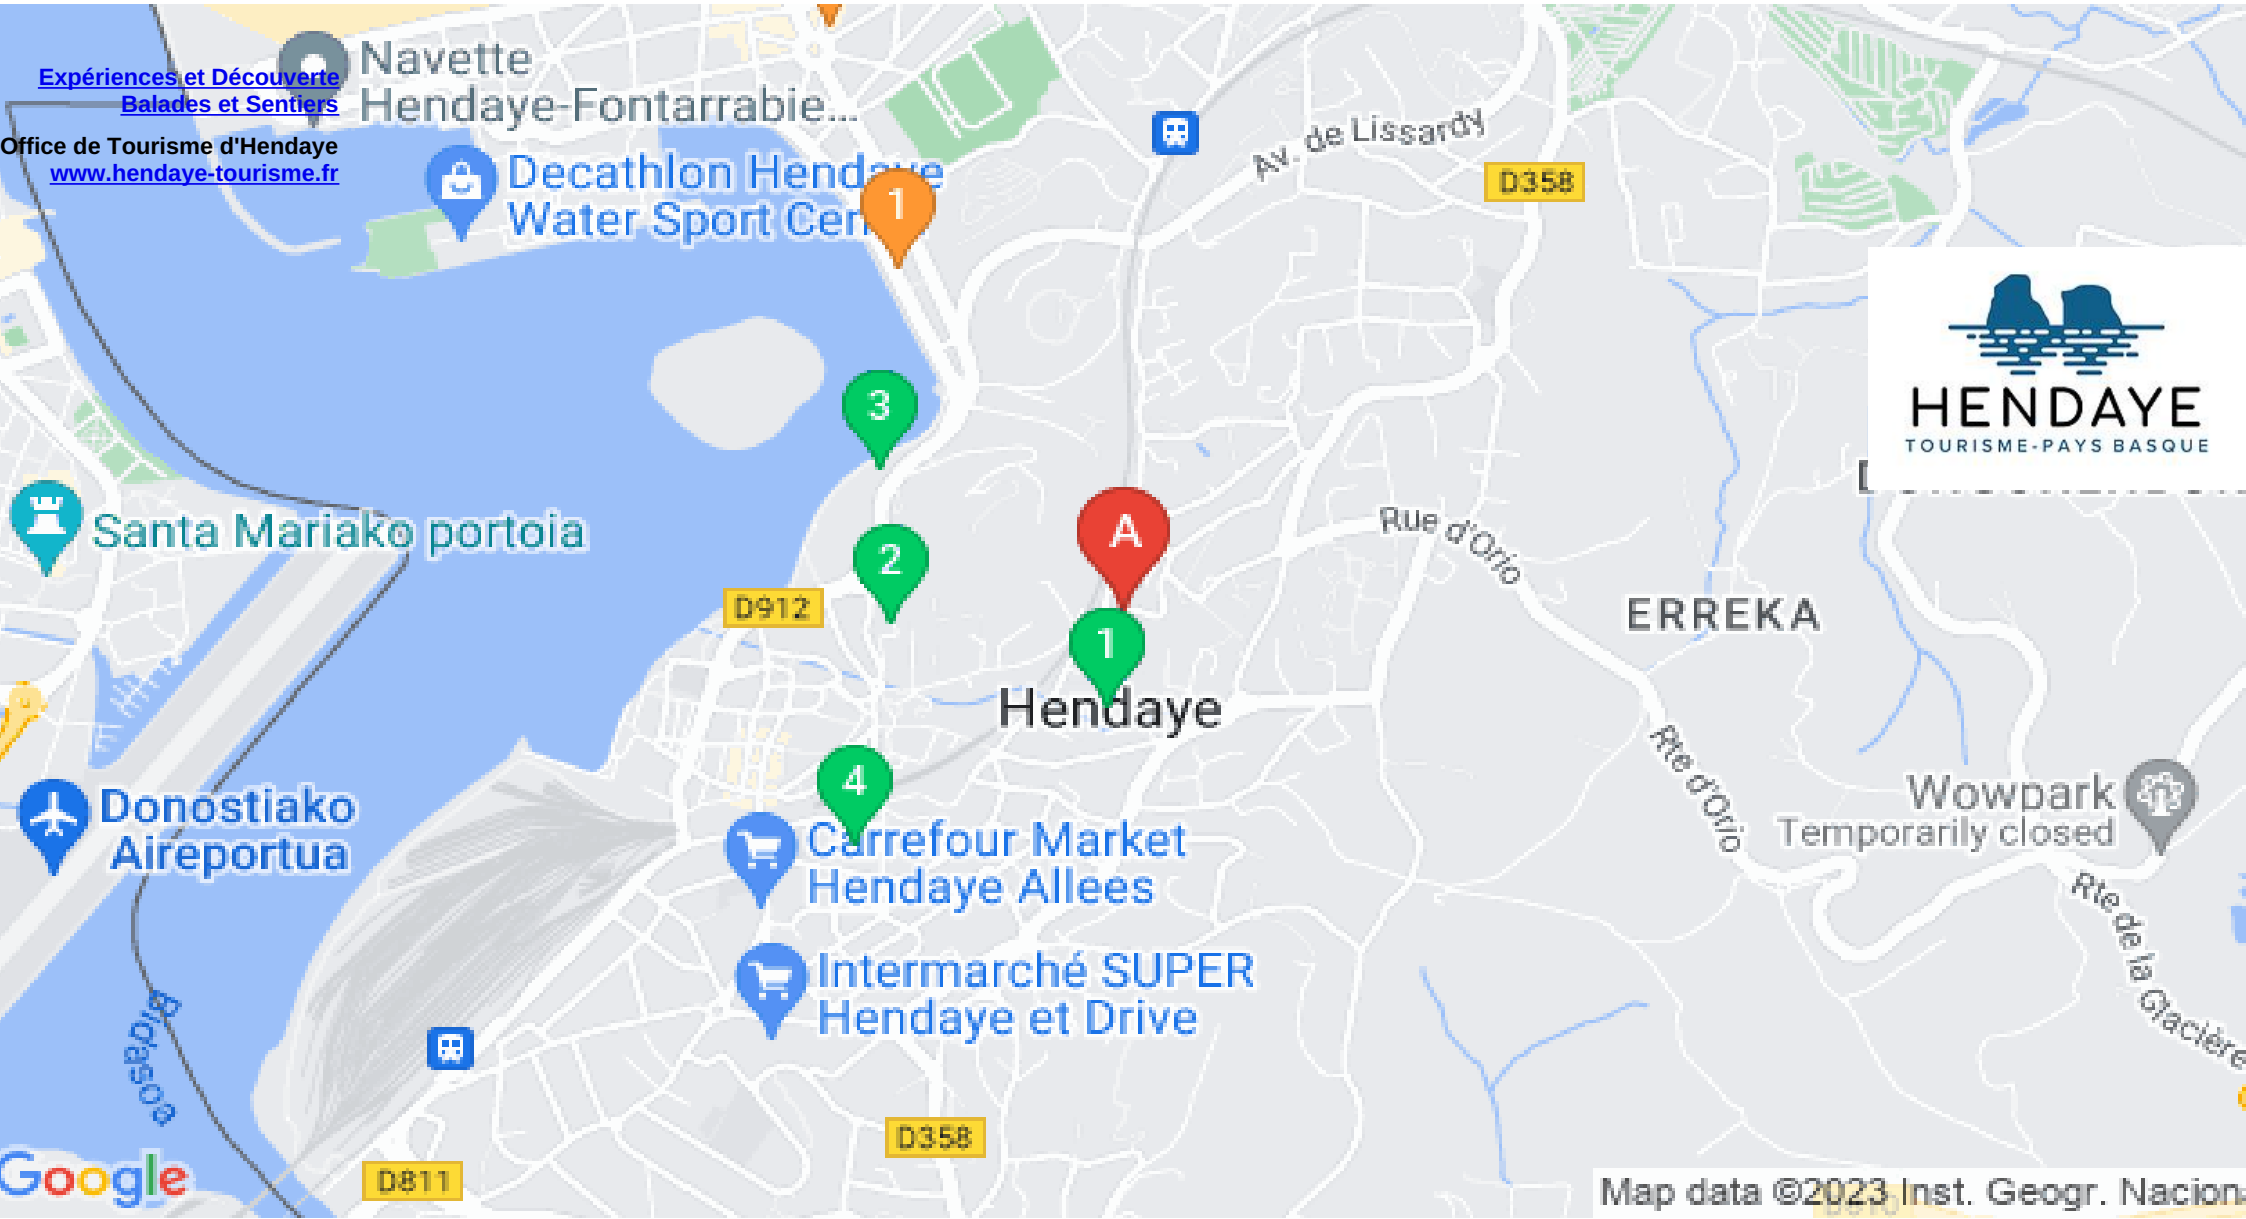 Navette
Hendaye-Fontarrabie...
Expériences et Découverte
Balades et Sentiers
Office de Tourisme d'Hendaye
www.hendaye-tourisme.fr
Decathlon Hendaye
Water Sport Cen
1
Av. de Lissardy
D358
HENDAYE
TOURISME-PAYS BASQUE
3
Santa Mariako portoia
A
Rue d'Orio
2
D912
ERREKA
1
Hendaye
Rte d'Orio
4
Donostiako
Aireportua
Carrefour Market
Hendaye Allees
Wowpark
Temporarily closed
Rte de la Glacière
Intermarché SUPER
Hendaye et Drive
Bidasoa
D358
D811
Google
Map data ©2023 Inst. Geogr. Nacion